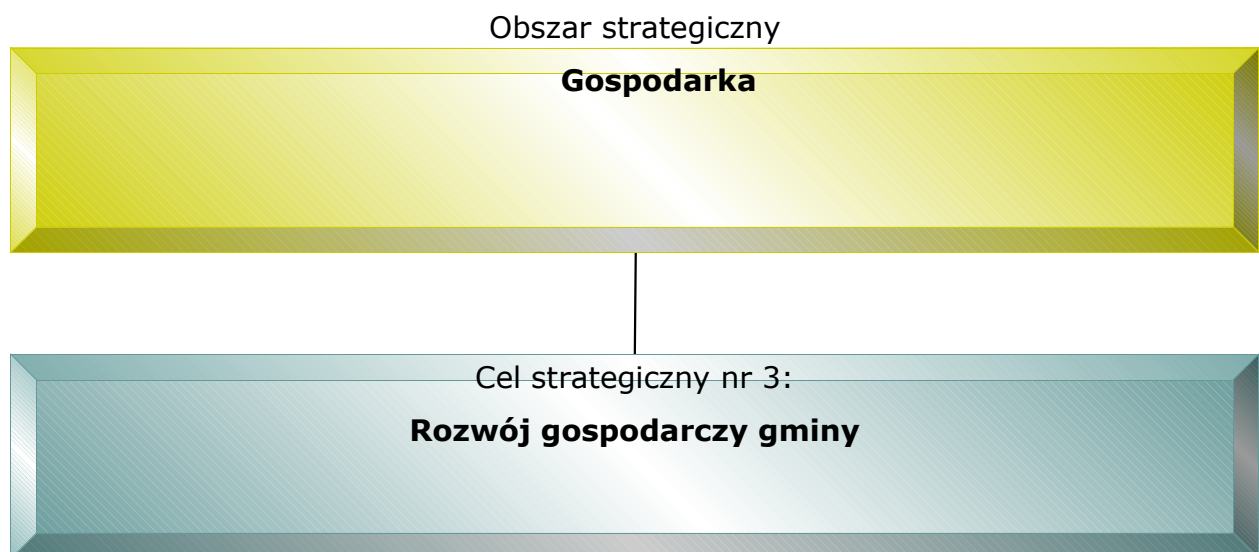 Obszar strategiczny
Gospodarka
Cel strategiczny nr 3:
Rozwój gospodarczy gminy